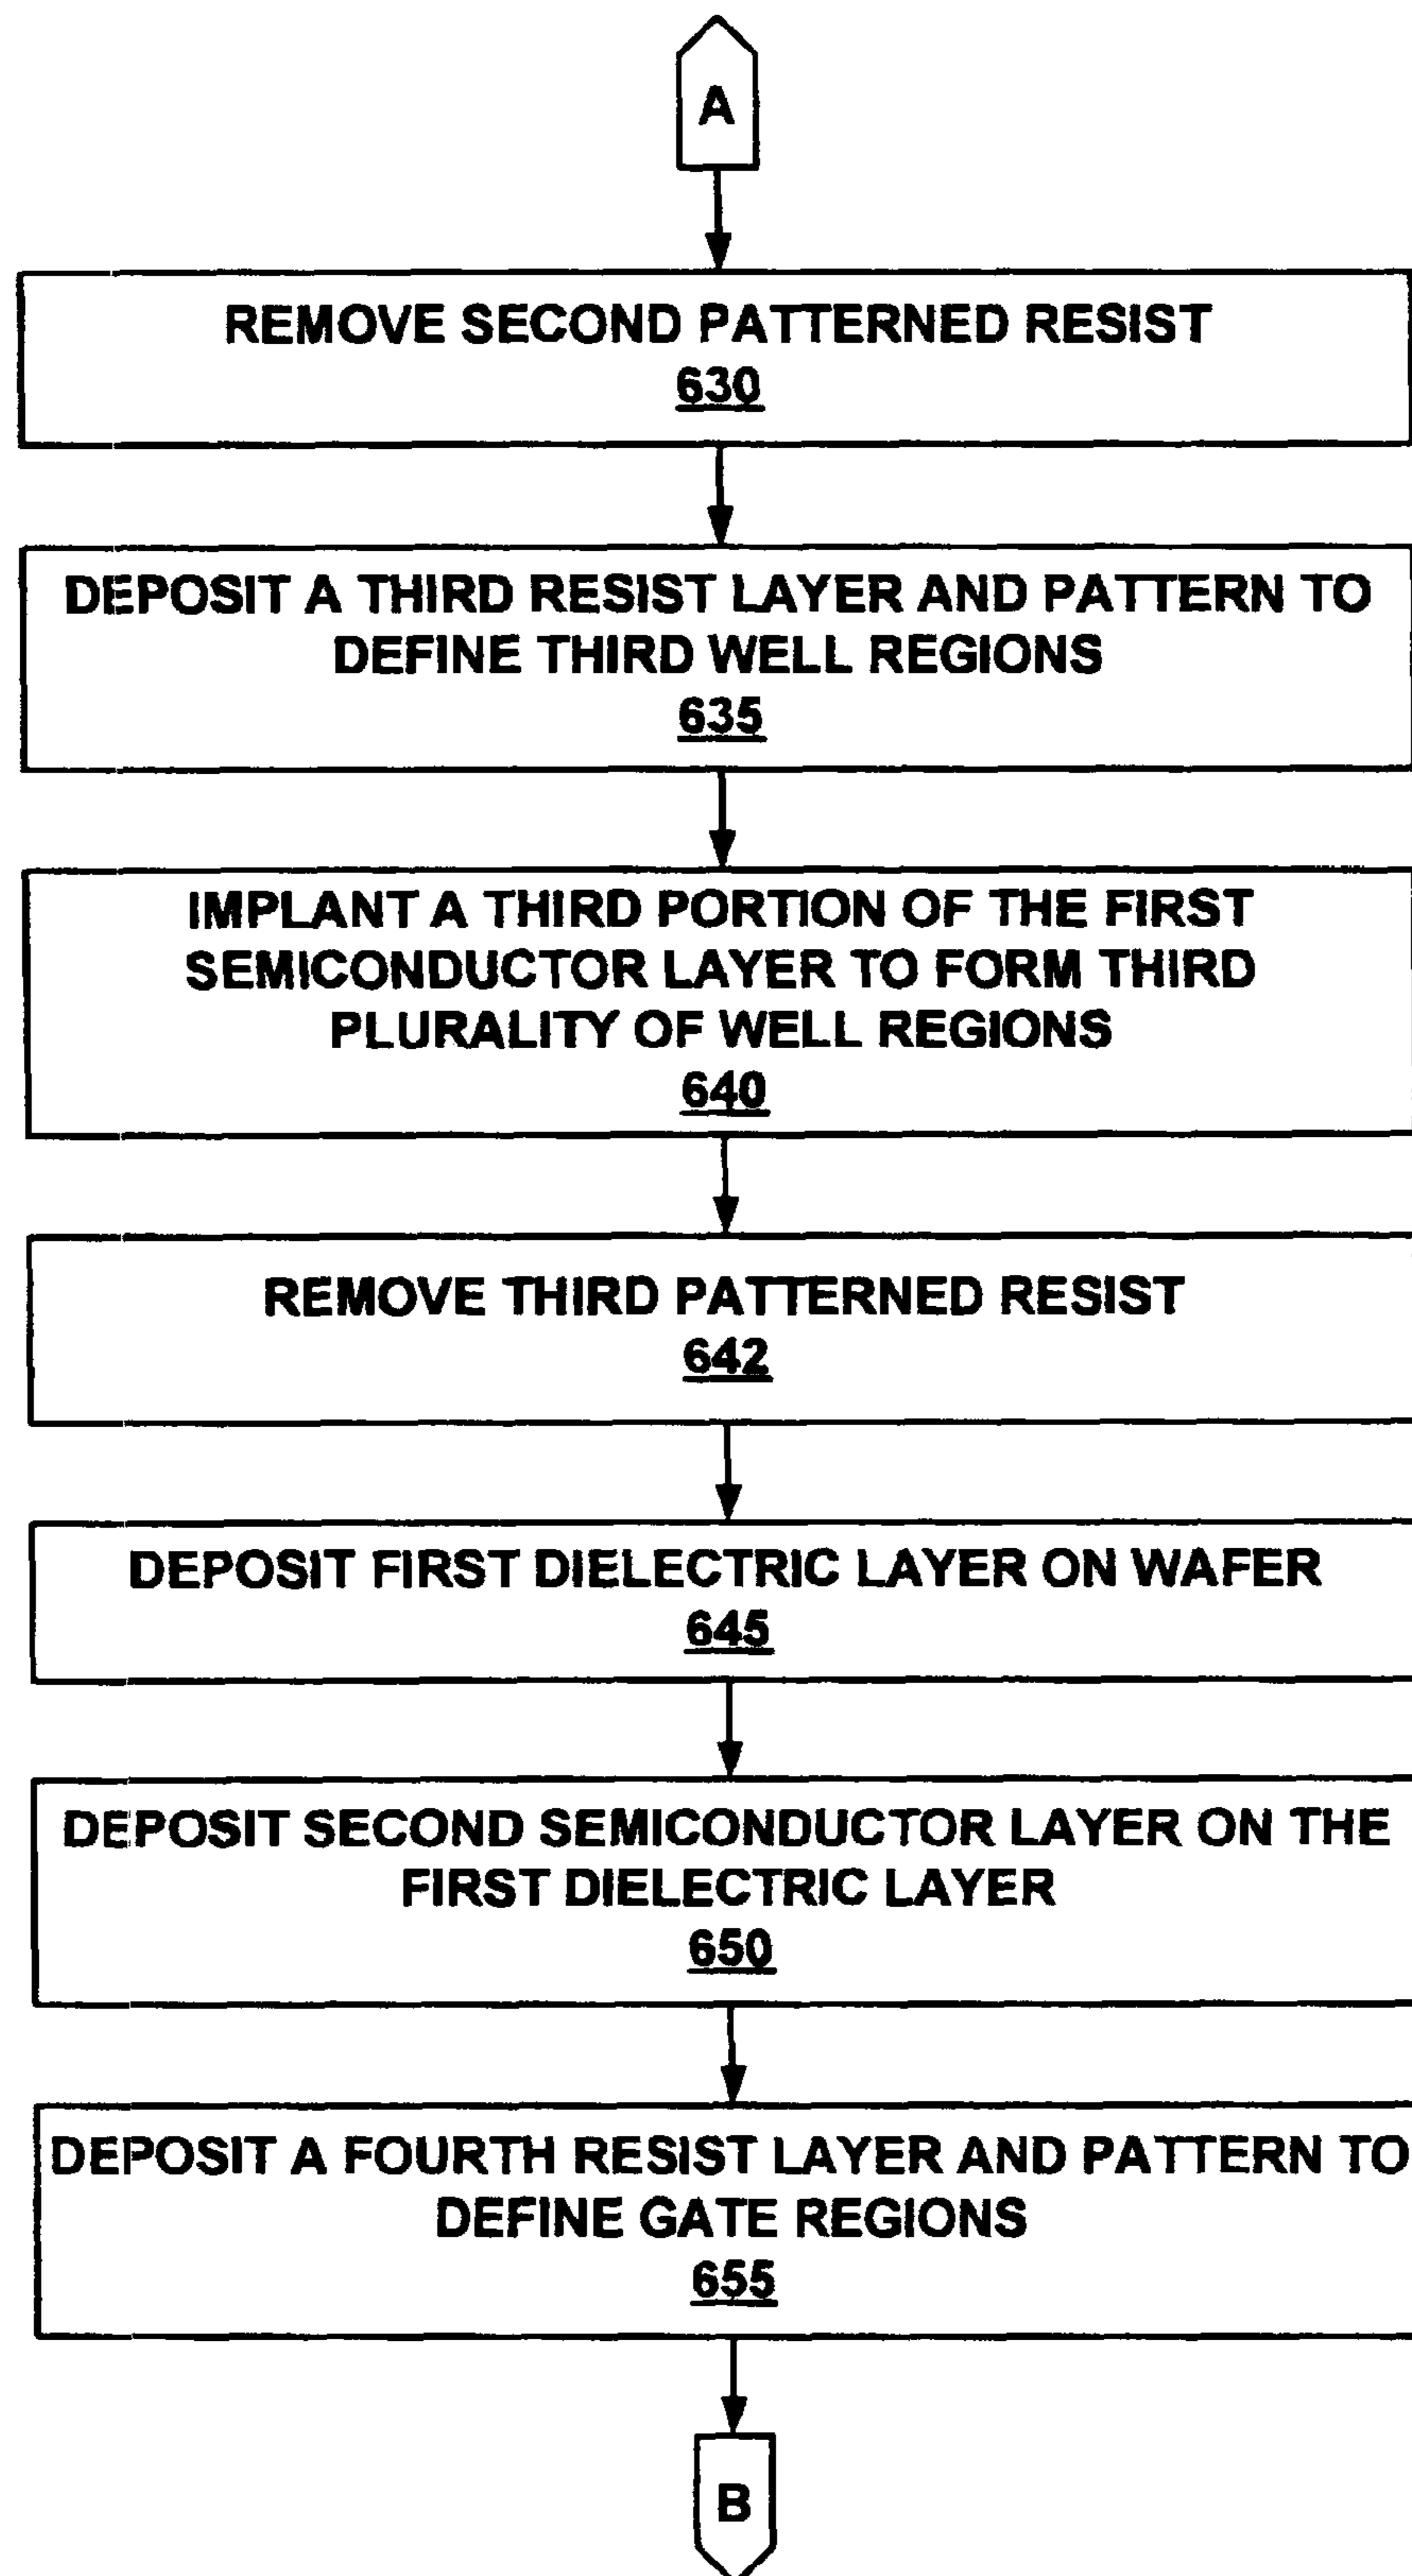 A
REMOVE SECOND PATTERNED RESIST
630
DEPOSIT A THIRD RESIST LAYER AND PATTERN TO
DEFINE THIRD WELL REGIONS
635
IMPLANT A THIRD PORTION OF THE FIRST
SEMICONDUCTOR LAYER TO FORM THIRD
PLURALITY OF WELL REGIONS
640
REMOVE THIRD PATTERNED RESIST
642
DEPOSIT FIRST DIELECTRIC LAYER ON WAFER
645
DEPOSIT SECOND SEMICONDUCTOR LAYER ON THE
FIRST DIELECTRIC LAYER
650
DEPOSIT A FOURTH RESIST LAYER AND PATTERN TO
DEFINE GATE REGIONS
655
B